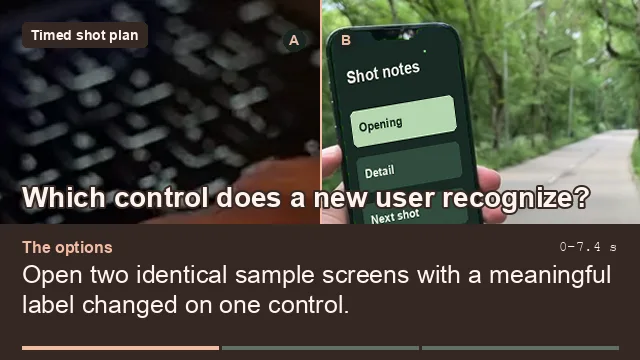 Timed shot plan
A
B
Shot notes
Opening
Detail
Next shot
Which control does a new user recognize?
The options
0–7.4 s
Open two identical sample screens with a meaningful
label changed on one control.